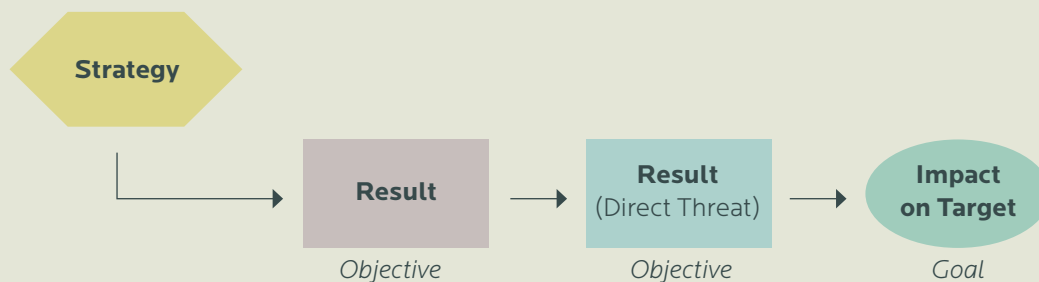 Strategy
Result
Objective
Result
(Direct Threat)
Objective
Impact
on Target
Goal